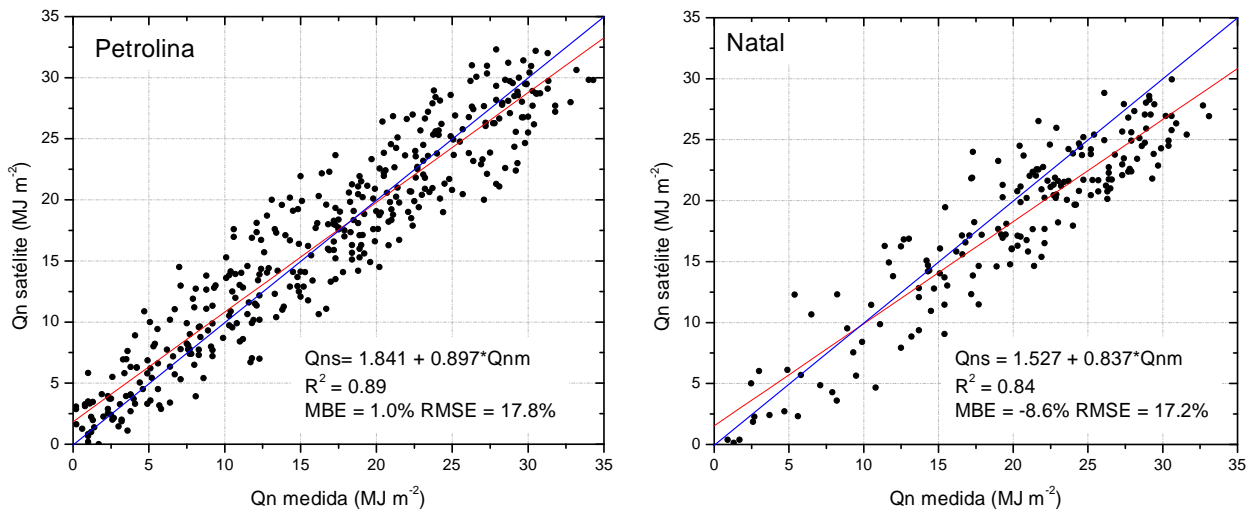 Petrolina
35
30
25
20
15
10
5
0
Qn satélite (MJ m⁻²)
Qns= 1.841 + 0.897*Qnm
R² = 0.89
MBE = 1.0% RMSE = 17.8%
0 5 10 15 20 25 30 35
Qn medida (MJ m⁻²)
Natal
35
30
25
20
15
10
5
0
Qn satélite (MJ m⁻²)
Qns= 1.527 + 0.837*Qnm
R² = 0.84
MBE = -8.6% RMSE = 17.2%
0 5 10 15 20 25 30 35
Qn medida (MJ m⁻²)